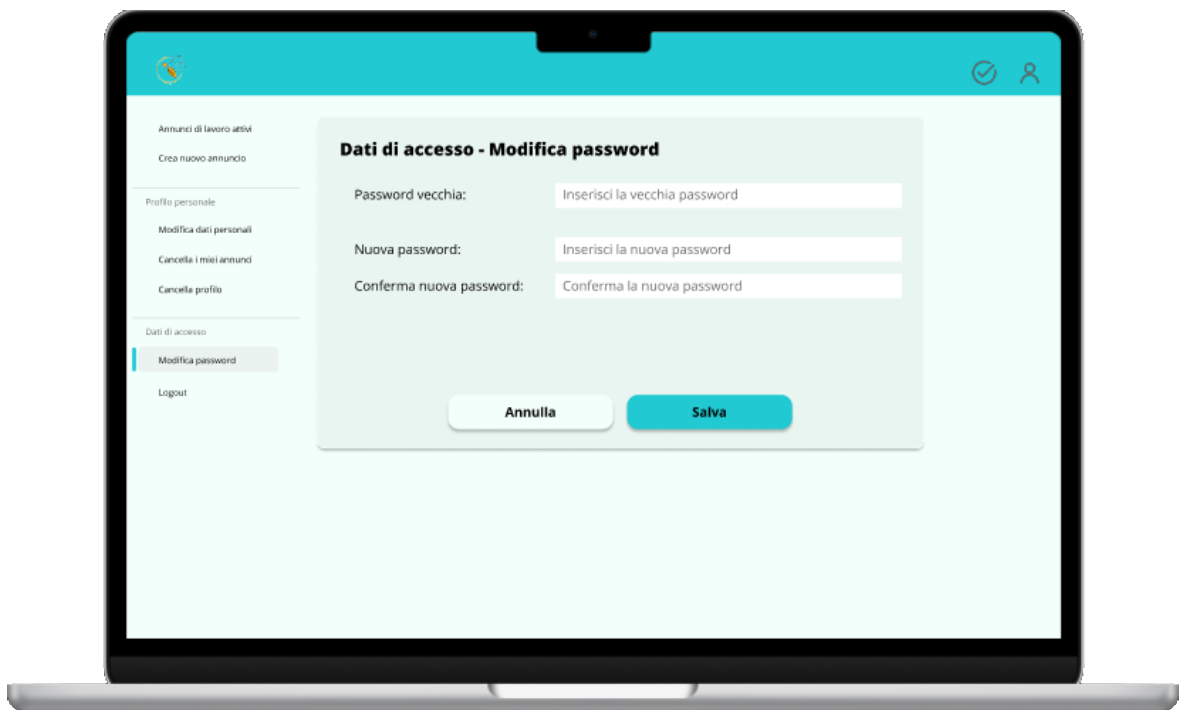 Annunci di lavoro attivi
Crea nuovo annuncio
Profilo personale
Modifica dati personali
Cancella i miei annunci
Cancella profilo
Dati di accesso
Modifica password
Logout
Dati di accesso - Modifica password
Password vecchia: Inserisci la vecchia password
Nuova password: Inserisci la nuova password
Conferma nuova password: Conferma la nuova password
Annulla Salva